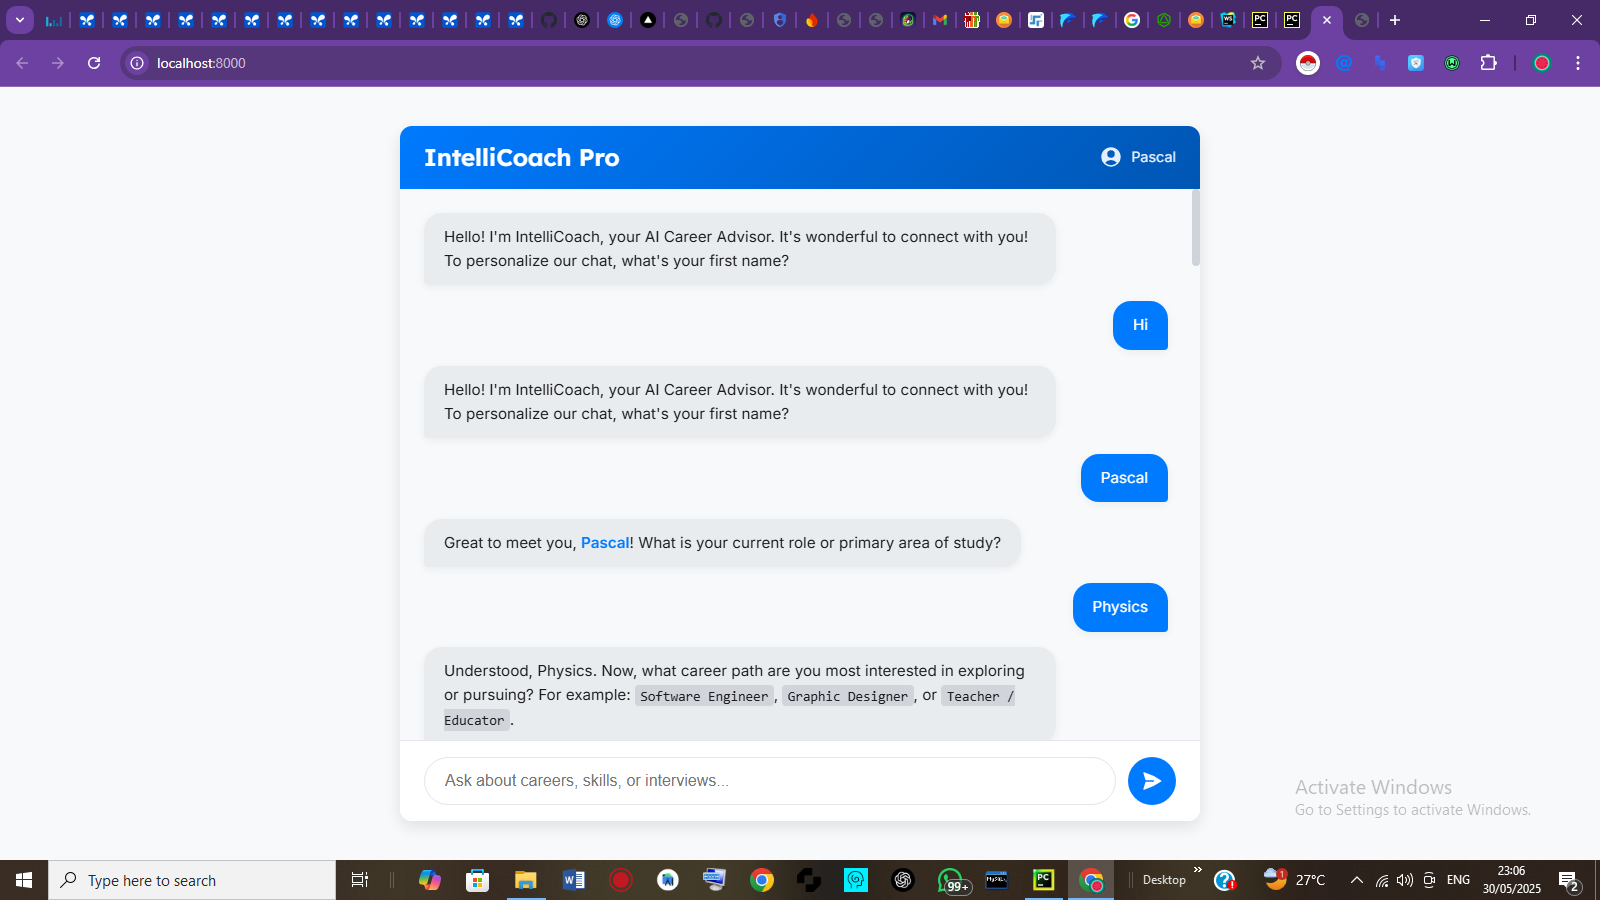 localhost:8000
IntelliCoach Pro
Pascal
Hello! I'm IntelliCoach, your AI Career Advisor. It's wonderful to connect with you!
To personalize our chat, what's your first name?
Hi
Hello! I'm IntelliCoach, your AI Career Advisor. It's wonderful to connect with you!
To personalize our chat, what's your first name?
Pascal
Great to meet you, Pascal! What is your current role or primary area of study?
Physics
Understood, Physics. Now, what career path are you most interested in exploring
or pursuing? For example: Software Engineer, Graphic Designer, or Teacher /
Educator.
Ask about careers, skills, or interviews...
Activate Windows
Go to Settings to activate Windows.
Type here to search
99+
Desktop
1
27°C
ENG
23:06
30/05/2025
2